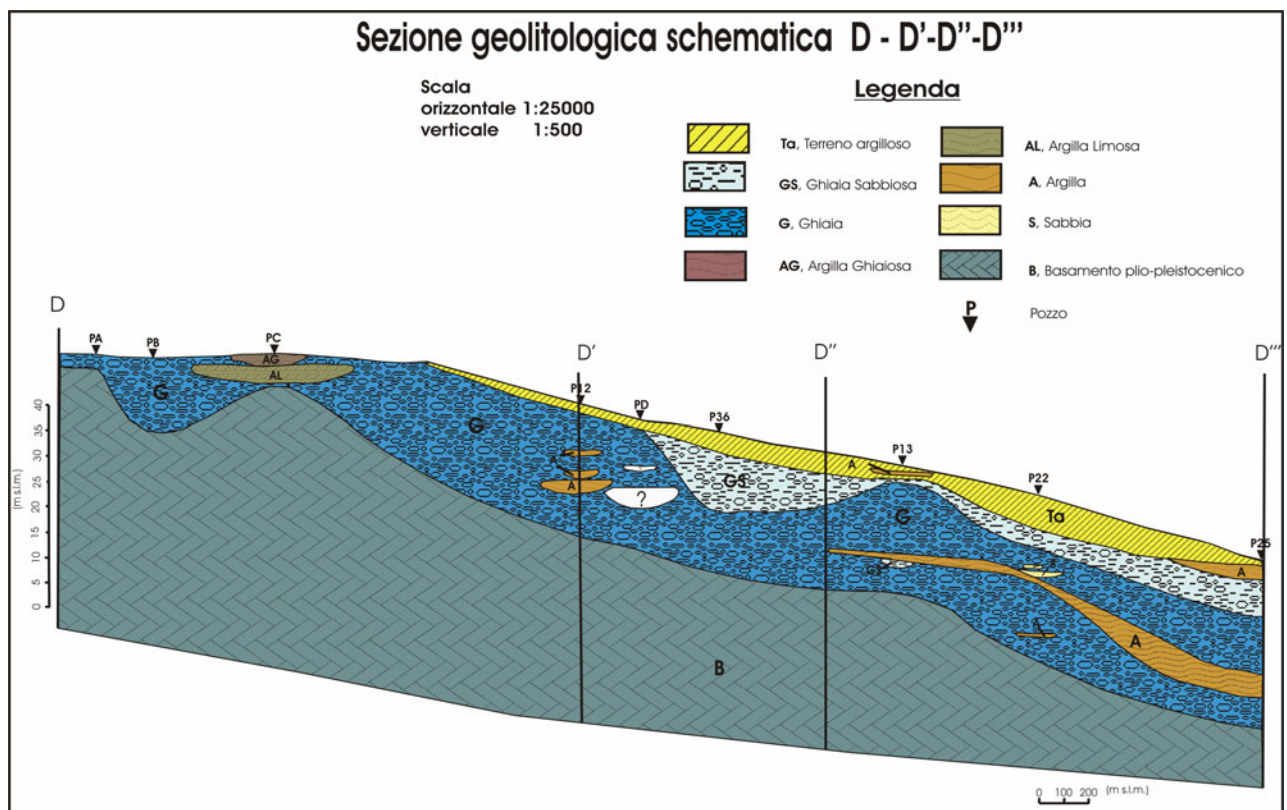 Sezione geolitologica schematica D - D'-D''-D'''
Scala
orizzontale 1:25000
verticale 1:500
Legenda
Ta, Terreno argilloso
GS, Ghiaia Sabbiosa
G, Ghiaia
AG, Argilla Ghiaiosa
AL, Argilla Limosa
A, Argilla
S, Sabbia
B, Basamento plio-pleistocenico
P
Pozzo
D
D'
D''
D'''
PA
PB
PC
P12
PD
P36
P13
P22
P25
AG
AL
G
G
A
A
?
GS
A
G
Ta
A
GS
S
A
A
B
40
35
30
25
20
15
10
5
0
(m s.l.m.)
0 100 200 (m s.l.m.)